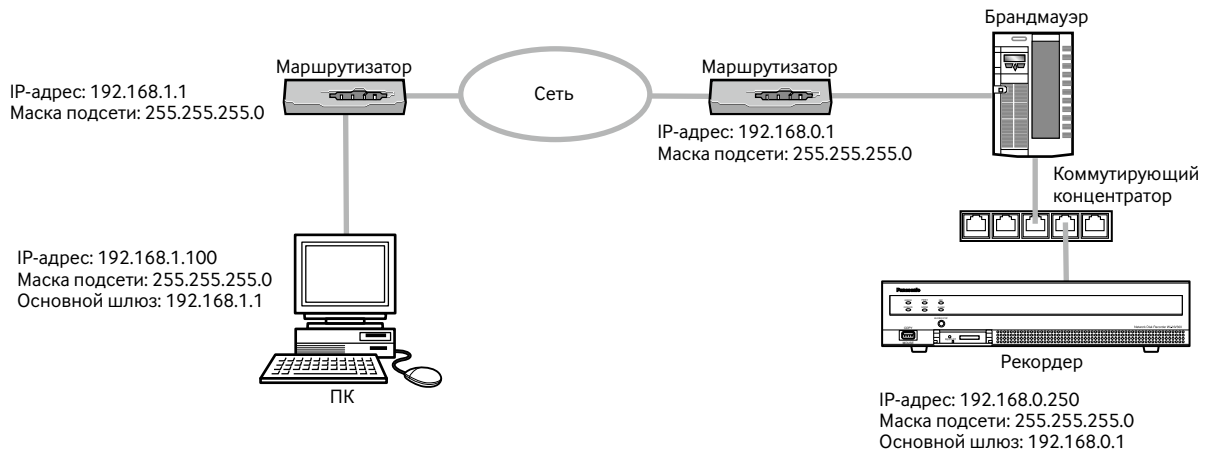 Брандмауэр
Маршрутизатор
IP-адрес: 192.168.1.1
Маска подсети: 255.255.255.0
Сеть
Маршрутизатор
IP-адрес: 192.168.0.1
Маска подсети: 255.255.255.0
Коммутирующий
концентратор
IP-адрес: 192.168.1.100
Маска подсети: 255.255.255.0
Основной шлюз: 192.168.1.1
ПК
Panasonic
Рекордер
IP-адрес: 192.168.0.250
Маска подсети: 255.255.255.0
Основной шлюз: 192.168.0.1